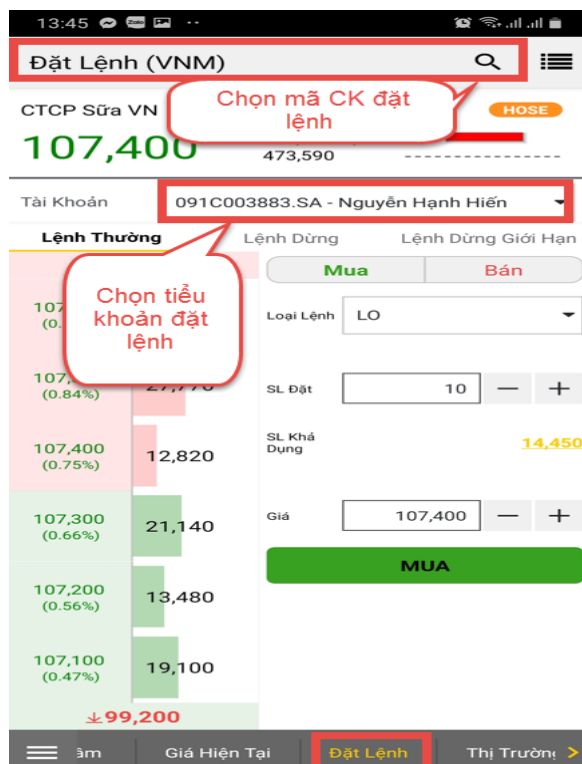 13:45
Đặt Lệnh (VNM)
Chọn mã CK đặt
lệnh
CTCP Sữa VN
HOSE
107,400
473,590
Tài Khoản
091C003883.SA - Nguyễn Hạnh Hiến
Lệnh Thường
Lệnh Dừng
Lệnh Dừng Giới Hạn
Chọn tiểu
khoản đặt
lệnh
Mua
Bán
Loại Lệnh
LO
(0.84%)
SL Đặt
10
107,400
(0.75%)
12,820
SL Khả
Dụng
14,450
107,300
(0.66%)
21,140
Giá
107,400
MUA
107,200
(0.56%)
13,480
107,100
(0.47%)
19,100
99,200
Giá Hiện Tại
Đặt Lệnh
Thị Trường